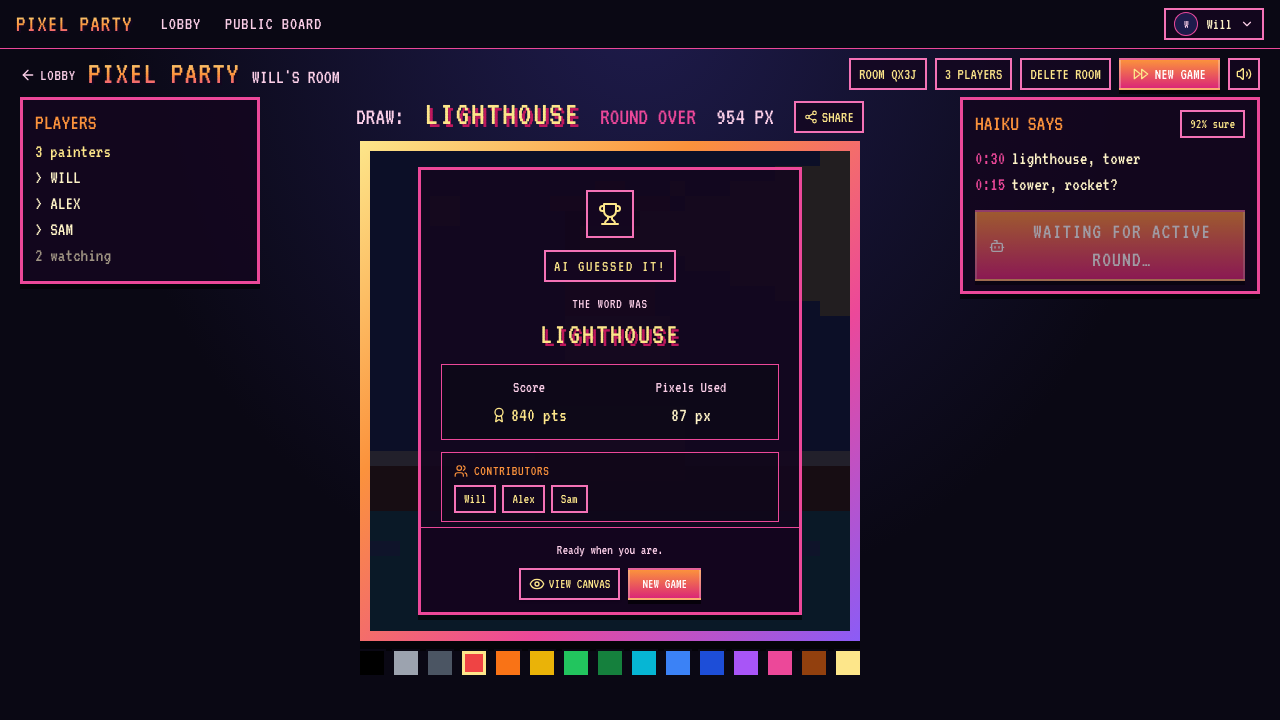 PIXEL PARTY LOBBY PUBLIC BOARD W Will
LOBBY PIXEL PARTY WILL'S ROOM ROOM QX3J 3 PLAYERS DELETE ROOM NEW GAME
PLAYERS
3 painters
WILL
ALEX
SAM
2 watching
DRAW: LIGHTHOUSE ROUND OVER 954 PX SHARE
AI GUESSED IT!
THE WORD WAS
LIGHTHOUSE
Score Pixels Used
840 pts 87 px
CONTRIBUTORS
Will Alex Sam
Ready when you are.
VIEW CANVAS NEW GAME
HAIKU SAYS 92% sure
0:30 lighthouse, tower
0:15 tower, rocket?
WAITING FOR ACTIVE
ROUND…